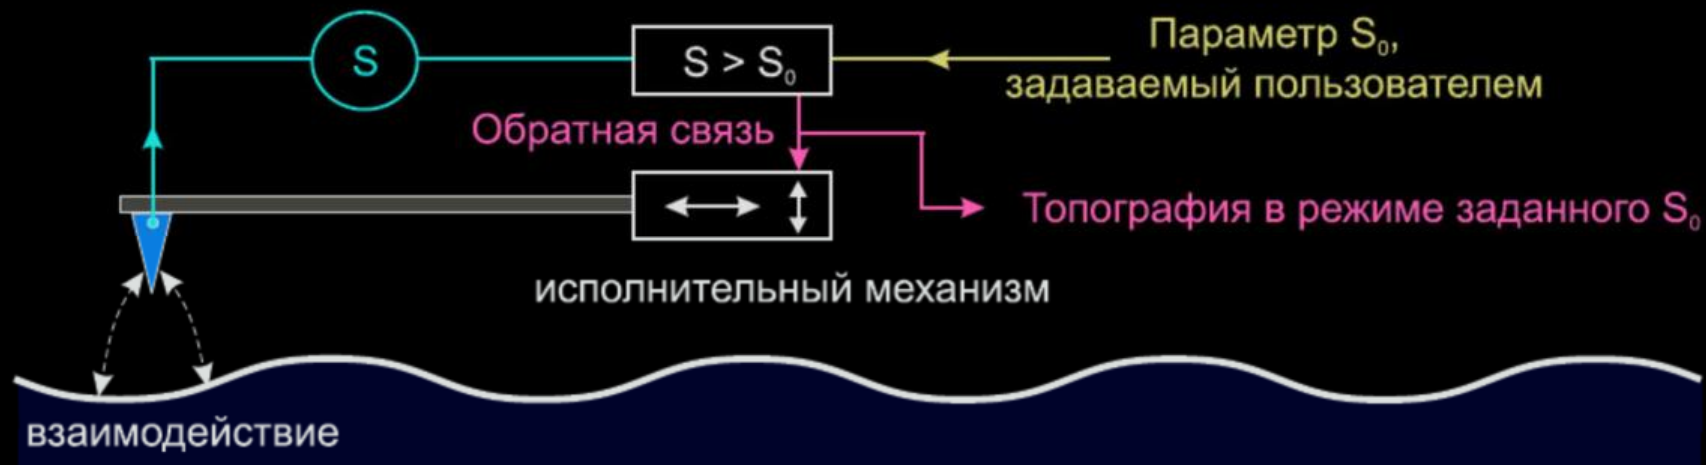 S
S > S₀
Параметр S₀,
задаваемый пользователем
Обратная связь
Топография в режиме заданного S₀
исполнительный механизм
взаимодействие